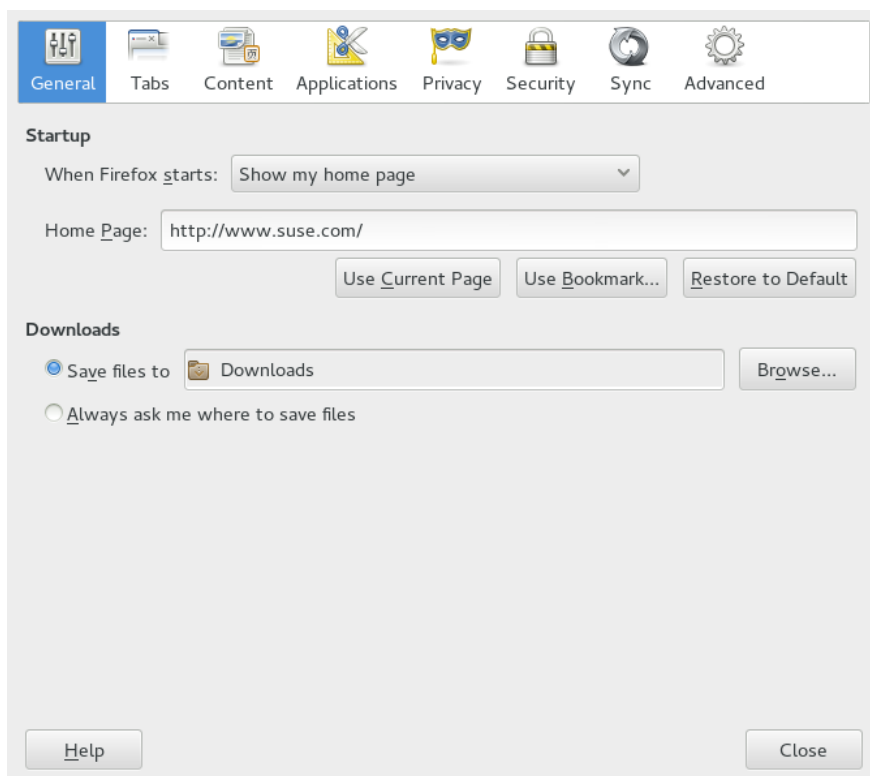 General Tabs Content Applications Privacy Security Sync Advanced
Startup
When Firefox starts: Show my home page
Home Page: http://www.suse.com/
Use Current Page Use Bookmark... Restore to Default
Downloads
Save files to Downloads Browse...
Always ask me where to save files
Help Close